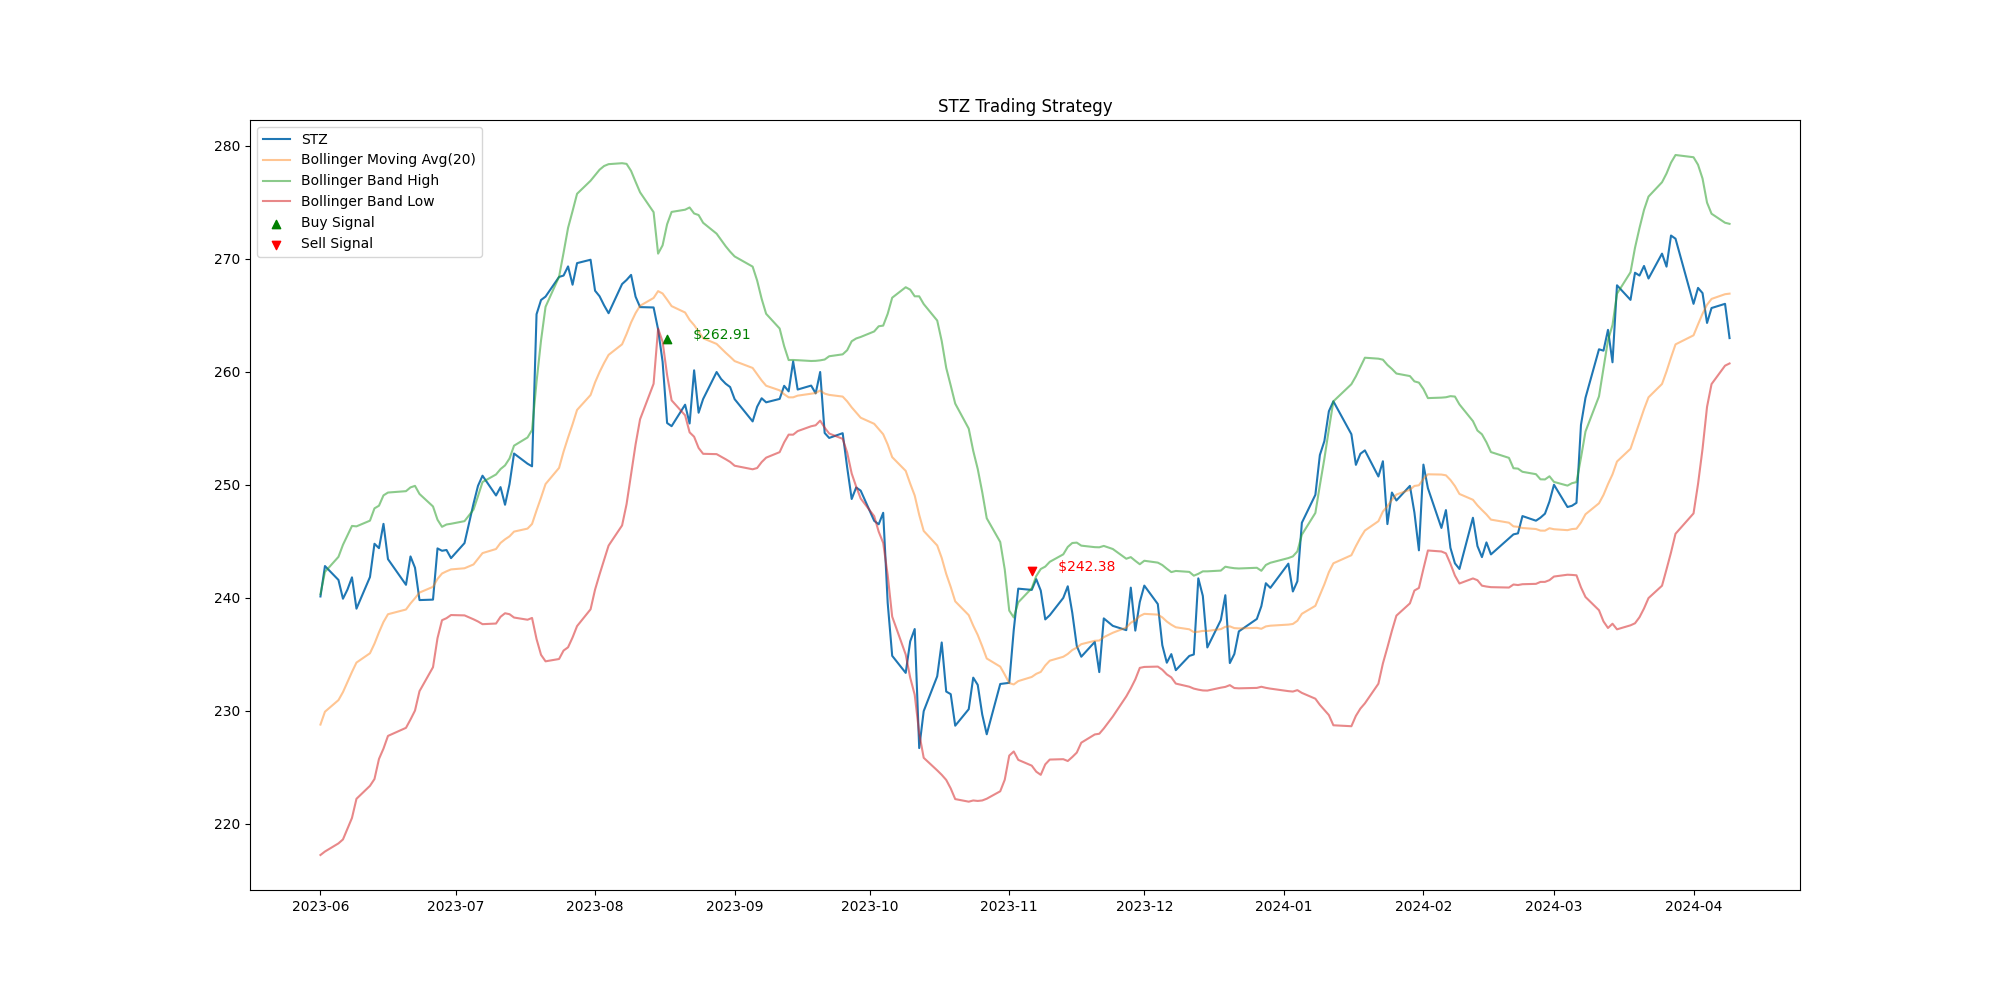 STZ Trading Strategy
STZ
Bollinger Moving Avg(20)
Bollinger Band High
Bollinger Band Low
Buy Signal
Sell Signal
280
270
260
250
240
230
220
$262.91
$242.38
2023-06 2023-07 2023-08 2023-09 2023-10 2023-11 2023-12 2024-01 2024-02 2024-03 2024-04